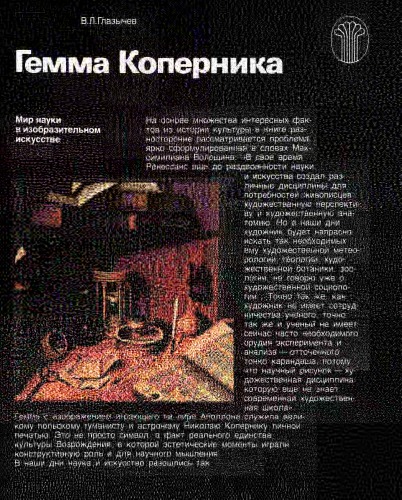 В.Л.Глазычев
Гемма Коперника
Мир науки
в изобразительном
искусстве
На основе множества интересных фак-
тов из истории культуры в книге раз-
носторонне рассматривается проблема,
ярко сформулированная в словах Мак-
симилиана Волошина: «В свое время
Ренессанс еще до раздвоенности науки
и искусства создал раз-
личные дисциплины для
потребностей живописцев:
художественную перспекти-
ву и художественную ана-
томию. Но в наши дни
художник будет напрасно
искать так необходимых
ему художественной метео-
рологии, геологии, худо-
жественной ботаники, зоо-
логии, не говорю уже о
художественной социоло-
гии... Точно так же, как
художник не имеет сотруд-
ничества ученого, точно
так же и ученый не имеет
сейчас часто необходимого
орудия эксперимента и
анализа — отточенного
тонко карандаша, потому
что научный рисунок — ху-
дожественная дисциплина,
которую еще не знает
современная художествен-
ная школа».
Гемма с изображением играющего на лире Аполлона служила вели-
кому польскому гуманисту и астроному Николаю Копернику личной
печатью. Это не просто символ, а факт реального единства
культуры Возрождения, в которой эстетические моменты играли
конструктивную роль и для научного мышления.
В наши дни наука и искусство разошлись так